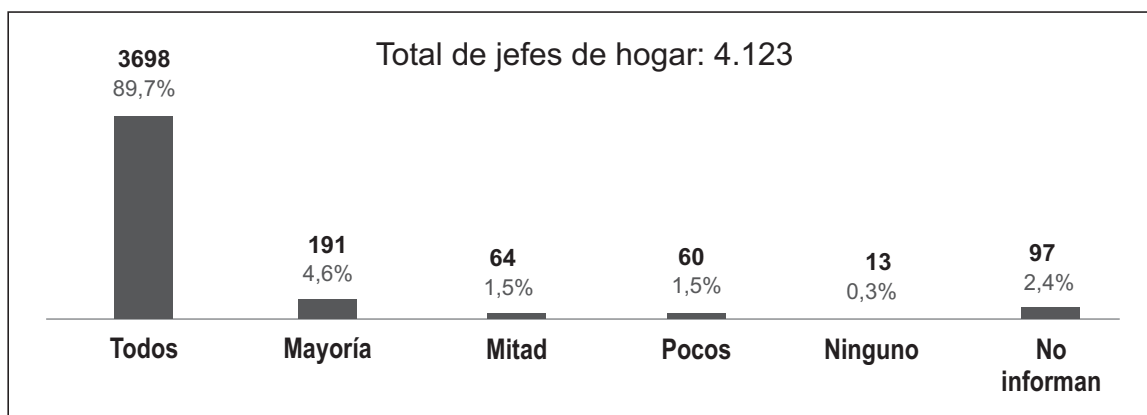 Total de jefes de hogar: 4.123
3698
89,7%
191
4,6%
64
1,5%
60
1,5%
13
0,3%
97
2,4%
Todos
Mayoría
Mitad
Pocos
Ninguno
No
informan